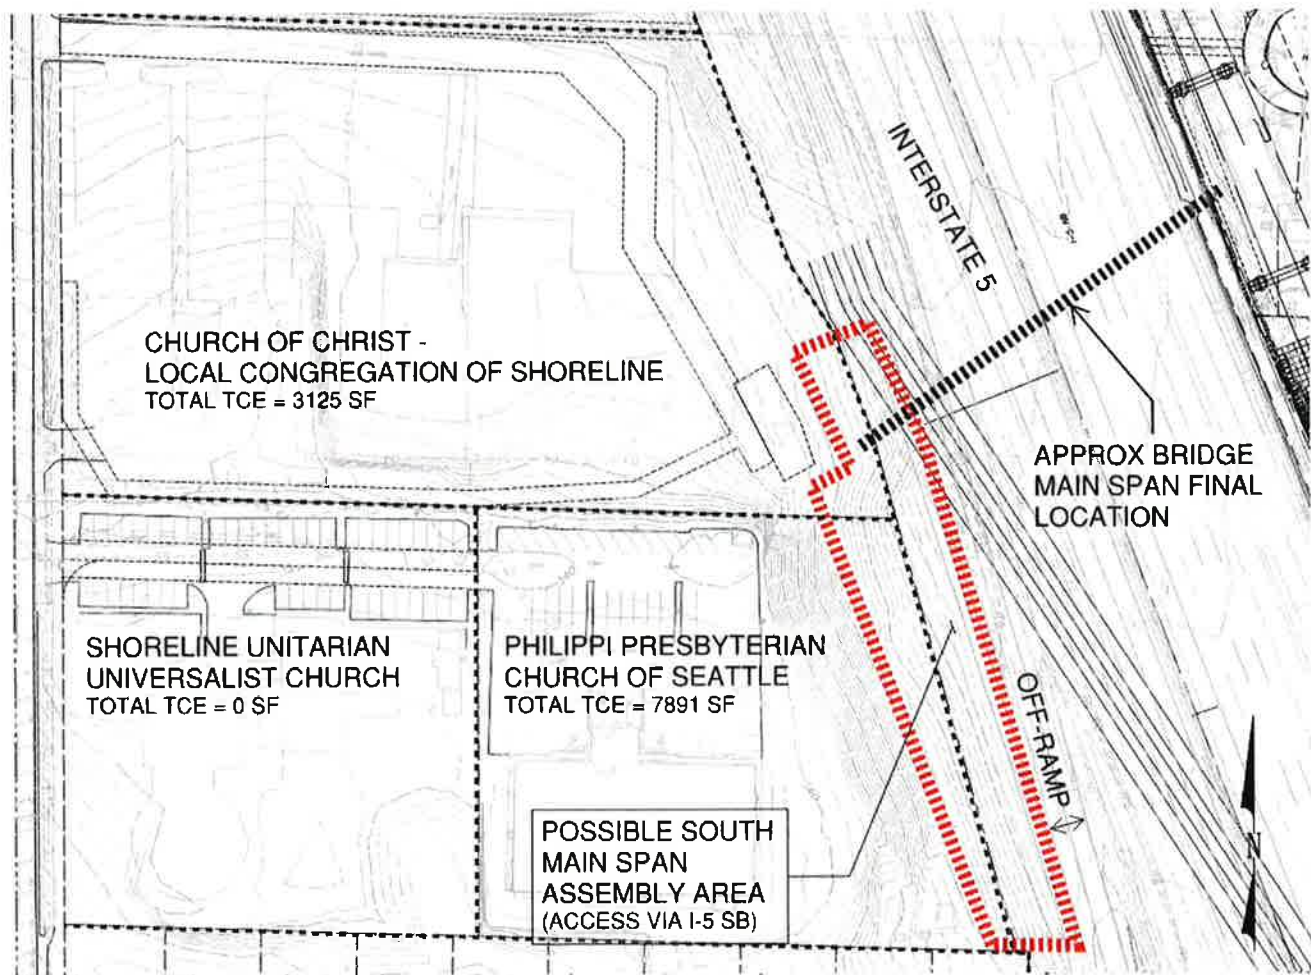 INTERSTATE 5
CHURCH OF CHRIST -
LOCAL CONGREGATION OF SHORELINE
TOTAL TCE = 3125 SF
APPROX BRIDGE
MAIN SPAN FINAL
LOCATION
SHORELINE UNITARIAN
UNIVERSALIST CHURCH
TOTAL TCE = 0 SF
PHILIPPI PRESBYTERIAN
CHURCH OF SEATTLE
TOTAL TCE = 7891 SF
OFF-RAMP
POSSIBLE SOUTH
MAIN SPAN
ASSEMBLY AREA
(ACCESS VIA I-5 SB)
N